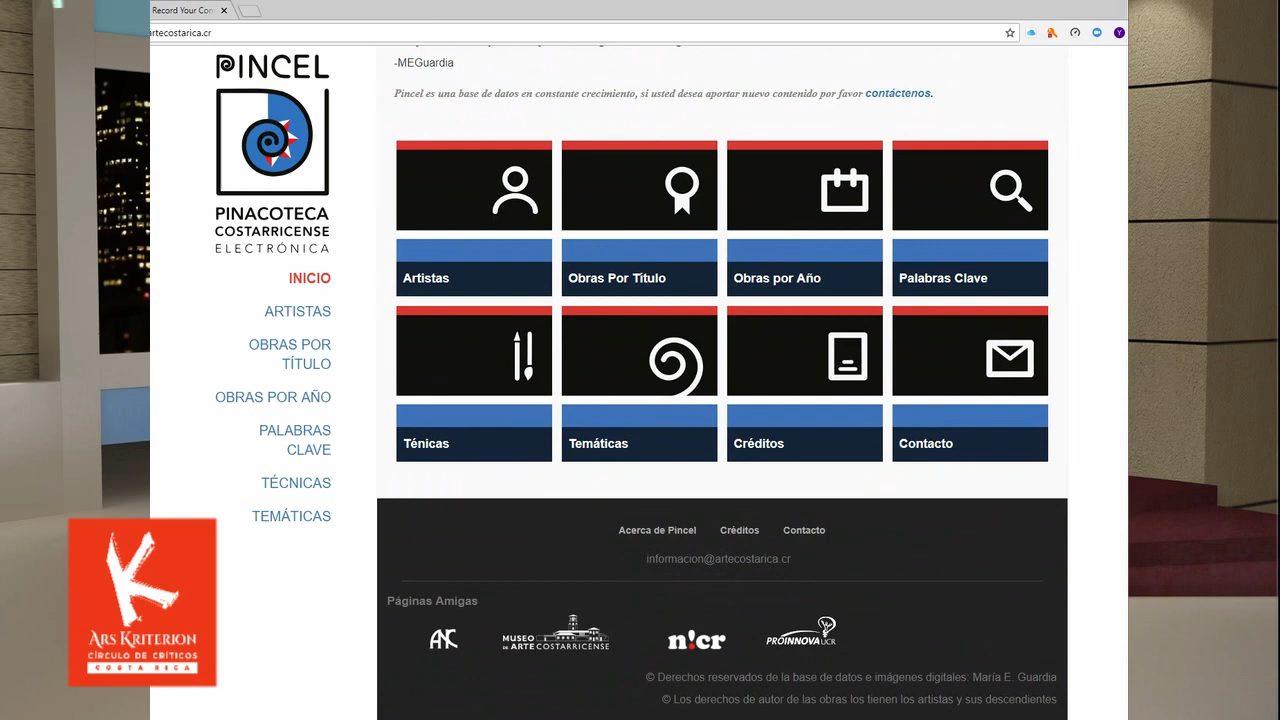 Record Your Com
artecostarica.cr
PINCEL
PINACOTECA
COSTARRICENSE
ELECTRÓNICA
INICIO
ARTISTAS
OBRAS POR
TÍTULO
OBRAS POR AÑO
PALABRAS
CLAVE
TÉCNICAS
TEMÁTICAS
-MEGuardia
Pincel es una base de datos en constante crecimiento, si usted desea aportar nuevo contenido por favor contáctenos.
Artistas
Obras Por Título
Obras por Año
Palabras Clave
Ténicas
Temáticas
Créditos
Contacto
Acerca de Pincel Créditos Contacto
informacion@artecostarica.cr
Páginas Amigas
ANC
MUSEO
DE ARTE COSTARRICENSE
n!cr
PROINNOVA UCR
© Derechos reservados de la base de datos e imágenes digitales: María E. Guardia
© Los derechos de autor de las obras los tienen los artistas y sus descendientes
K
ARS KRITERION
CÍRCULO DE CRÍTICOS
COSTA RICA
Y